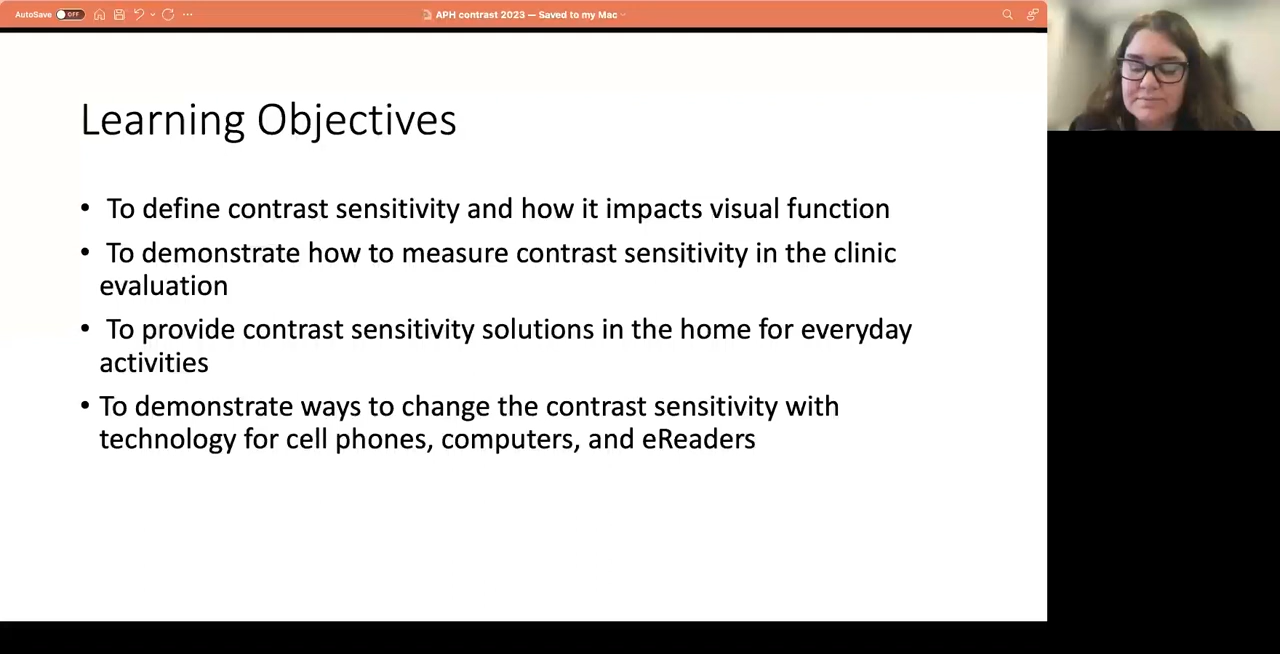 AutoSave OFF
APH contrast 2023 — Saved to my Mac
Learning Objectives
• To define contrast sensitivity and how it impacts visual function
• To demonstrate how to measure contrast sensitivity in the clinic
evaluation
• To provide contrast sensitivity solutions in the home for everyday
activities
• To demonstrate ways to change the contrast sensitivity with
technology for cell phones, computers, and eReaders